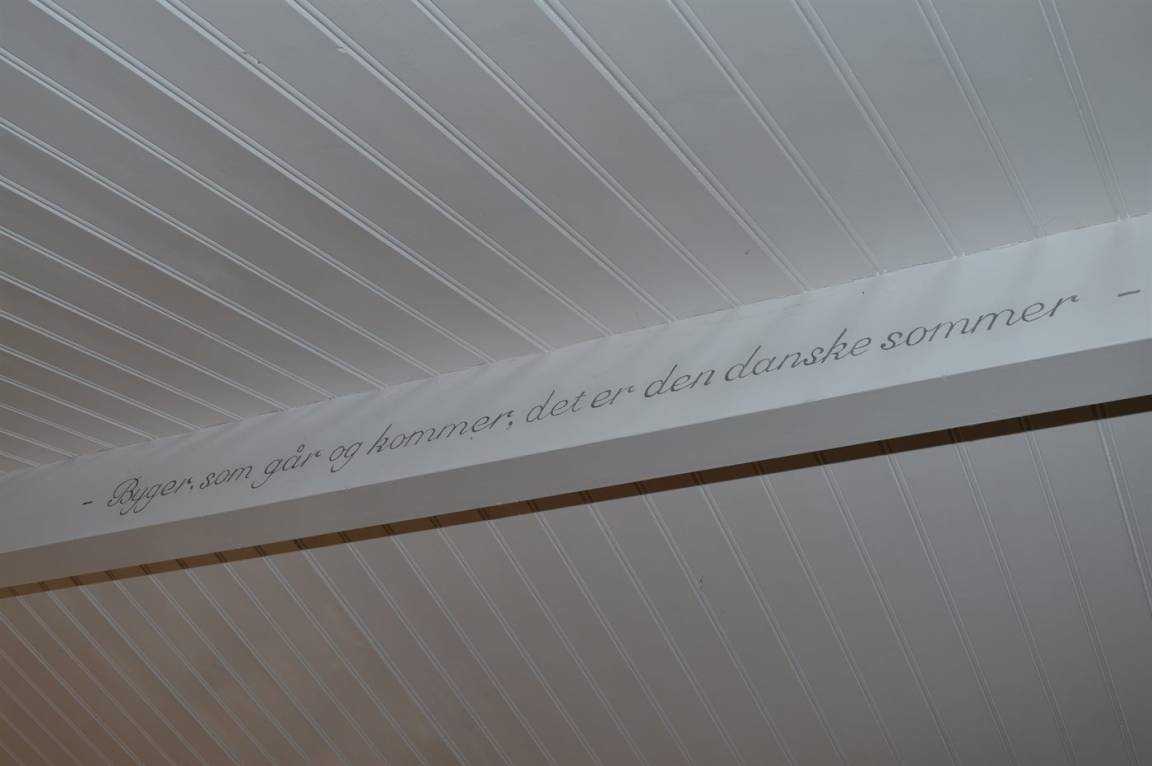 - Byger, som går og kommer, det er den danske sommer -